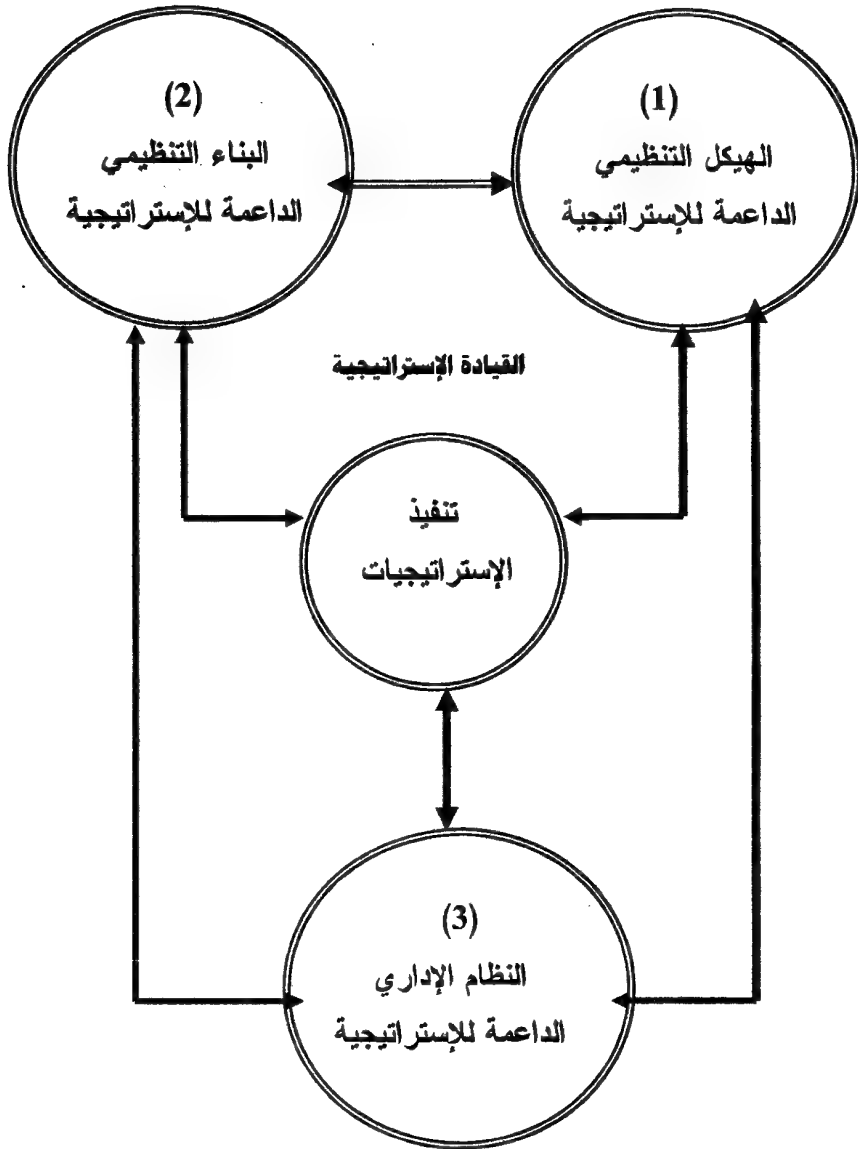 (1)
الهيكل التنظيمي
الداعمة للإستراتيجية
(2)
البناء التنظيمي
الداعمة للإستراتيجية
القيادة الإستراتيجية
تنفيذ
الإستراتيجيات
(3)
النظام الإداري
الداعمة للإستراتيجية